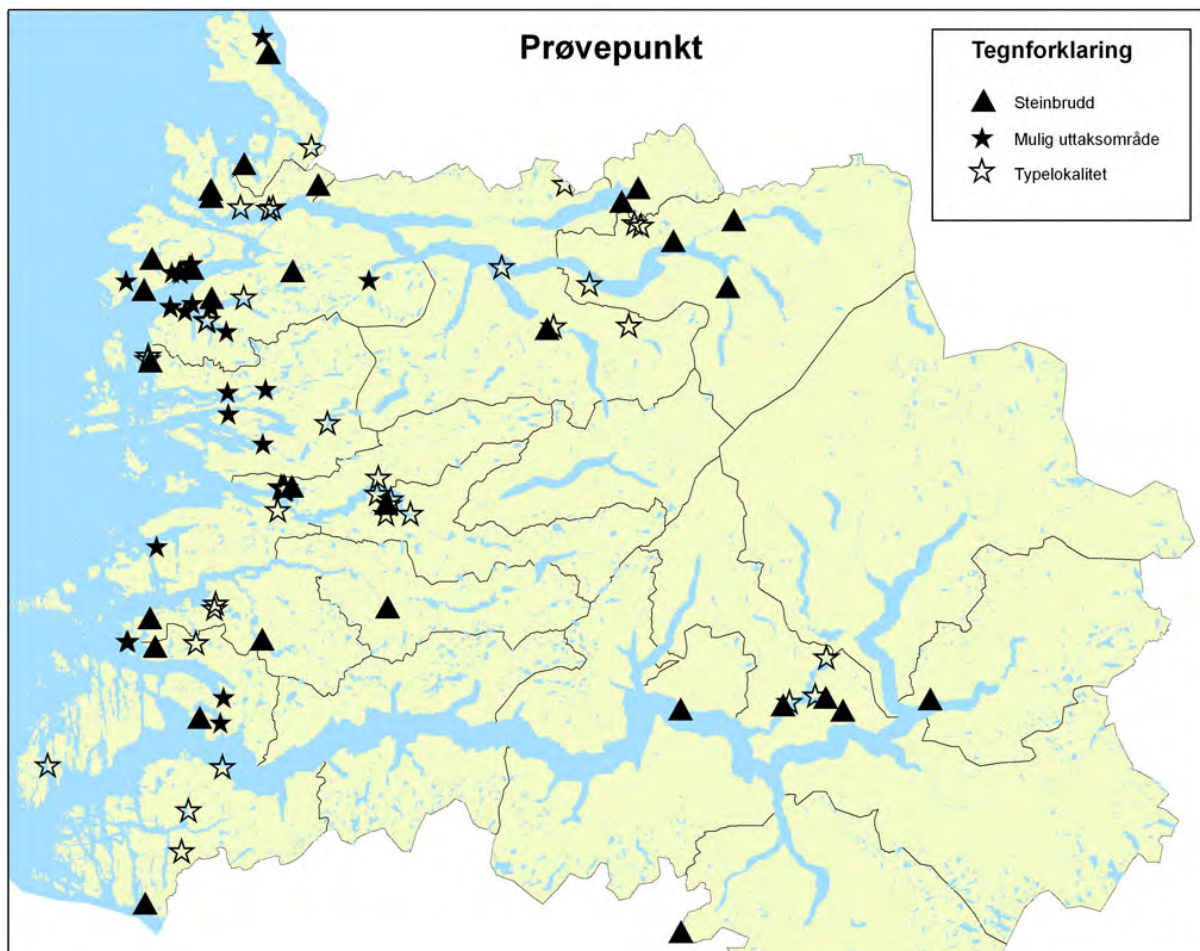 Prøvepunkt
Tegnforklaring
Steinbrudd
Mulig uttaksområde
Typelokalitet